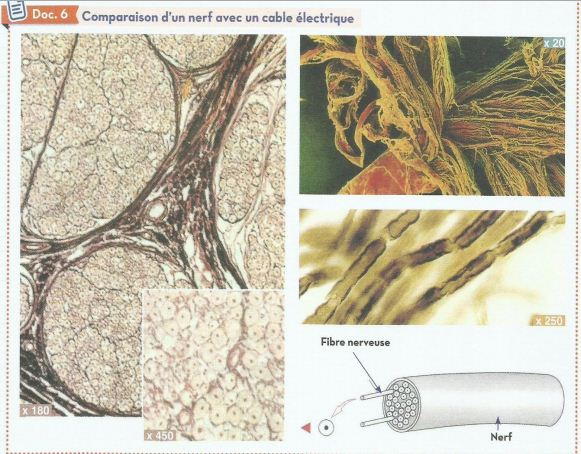 Doc. 6 Comparaison d'un nerf avec un cable électrique
x 20
x 250
x 180
x 450
Fibre nerveuse
Nerf